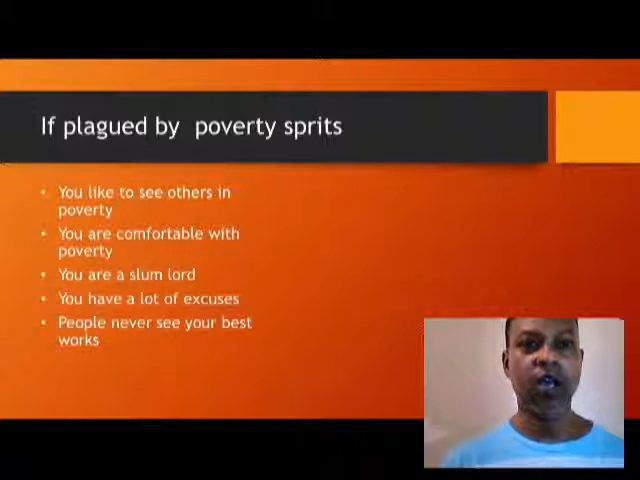 If plagued by poverty sprits
• You like to see others in
poverty
• You are comfortable with
poverty
• You are a slum lord
• You have a lot of excuses
• People never see your best
works